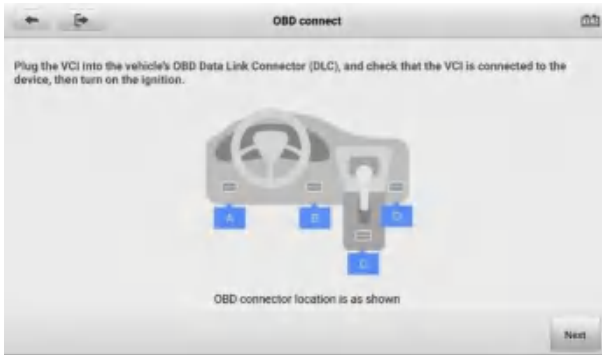 OBD connect
Plug the VCI into the vehicle's OBD Data Link Connector (DLC), and check that the VCI is connected to the
device, then turn on the ignition.
A
B
D
C
OBD connector location is as shown
Next